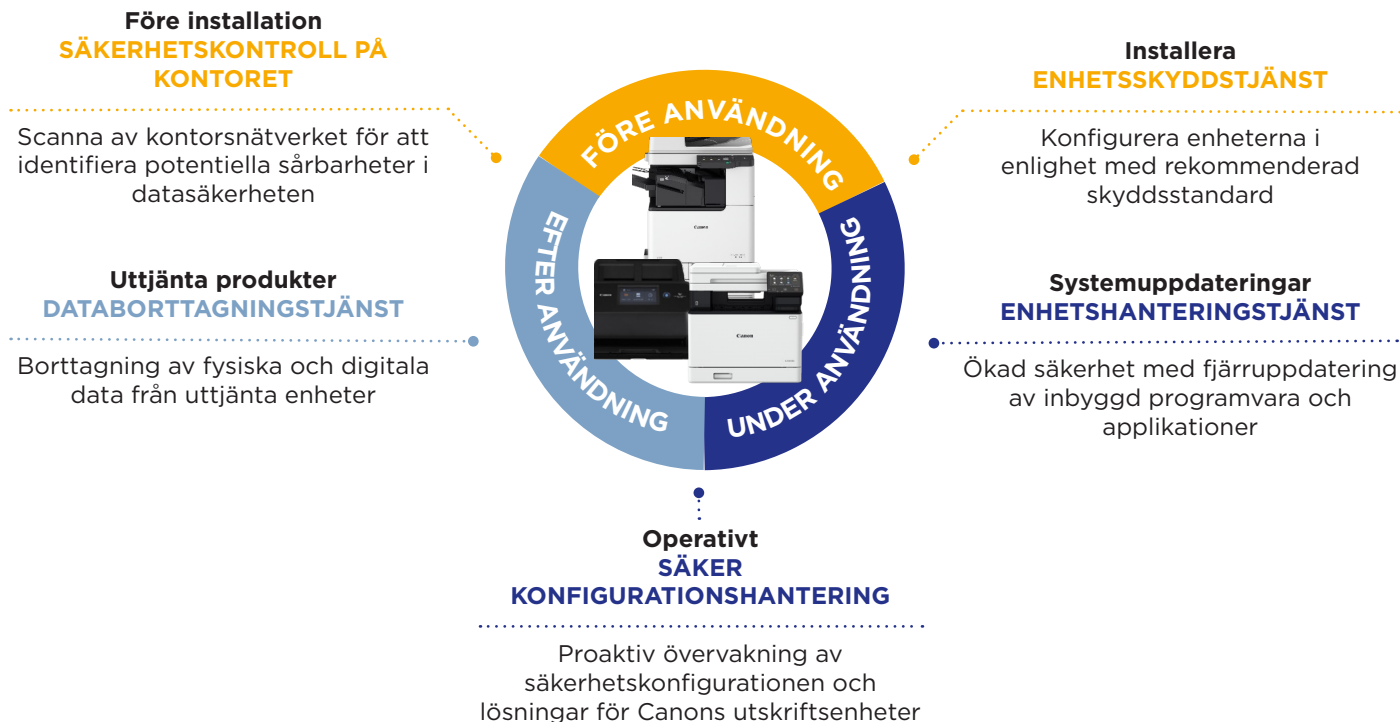 Före installation
SÄKERHETSKONTROLL PÅ
KONTORET
Scanna av kontorsnätverket för att
identifiera potentiella sårbarheter i
datasäkerheten
Installera
ENHETSSKYDDSTJÄNST
Konfigurera enheterna i
enlighet med rekommenderad
skyddsstandard
FÖRE ANVÄNDNING
UNDER ANVÄNDNING
EFTER ANVÄNDNING
Canon
Canon
Uttjänta produkter
DATABORTTAGNINGSTJÄNST
Borttagning av fysiska och digitala
data från uttjänta enheter
Systemuppdateringar
ENHETSHANTERINGSTJÄNST
Ökad säkerhet med fjärruppdatering
av inbyggd programvara och
applikationer
Operativt
SÄKER
KONFIGURATIONSHANTERING
Proaktiv övervakning av
säkerhetskonfigurationen och
lösningar för Canons utskriftsenheter